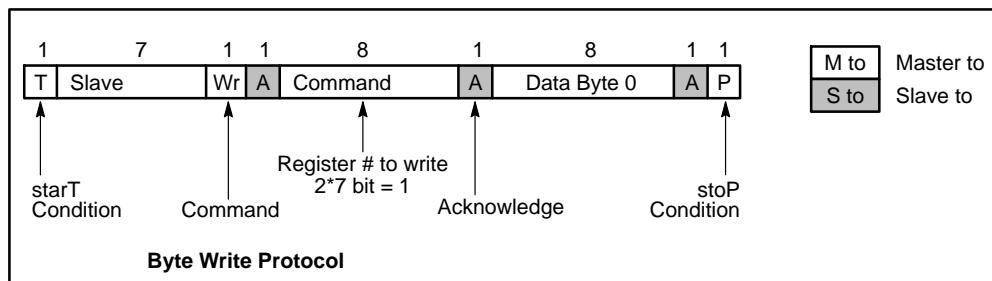 1 7 1 1 8 1 8 1 1
T Slave Wr A Command A Data Byte 0 A P
M to Master to
S to Slave to
Register # to write
2*7 bit = 1
starT
Condition
Command
Acknowledge
stoP
Condition
Byte Write Protocol